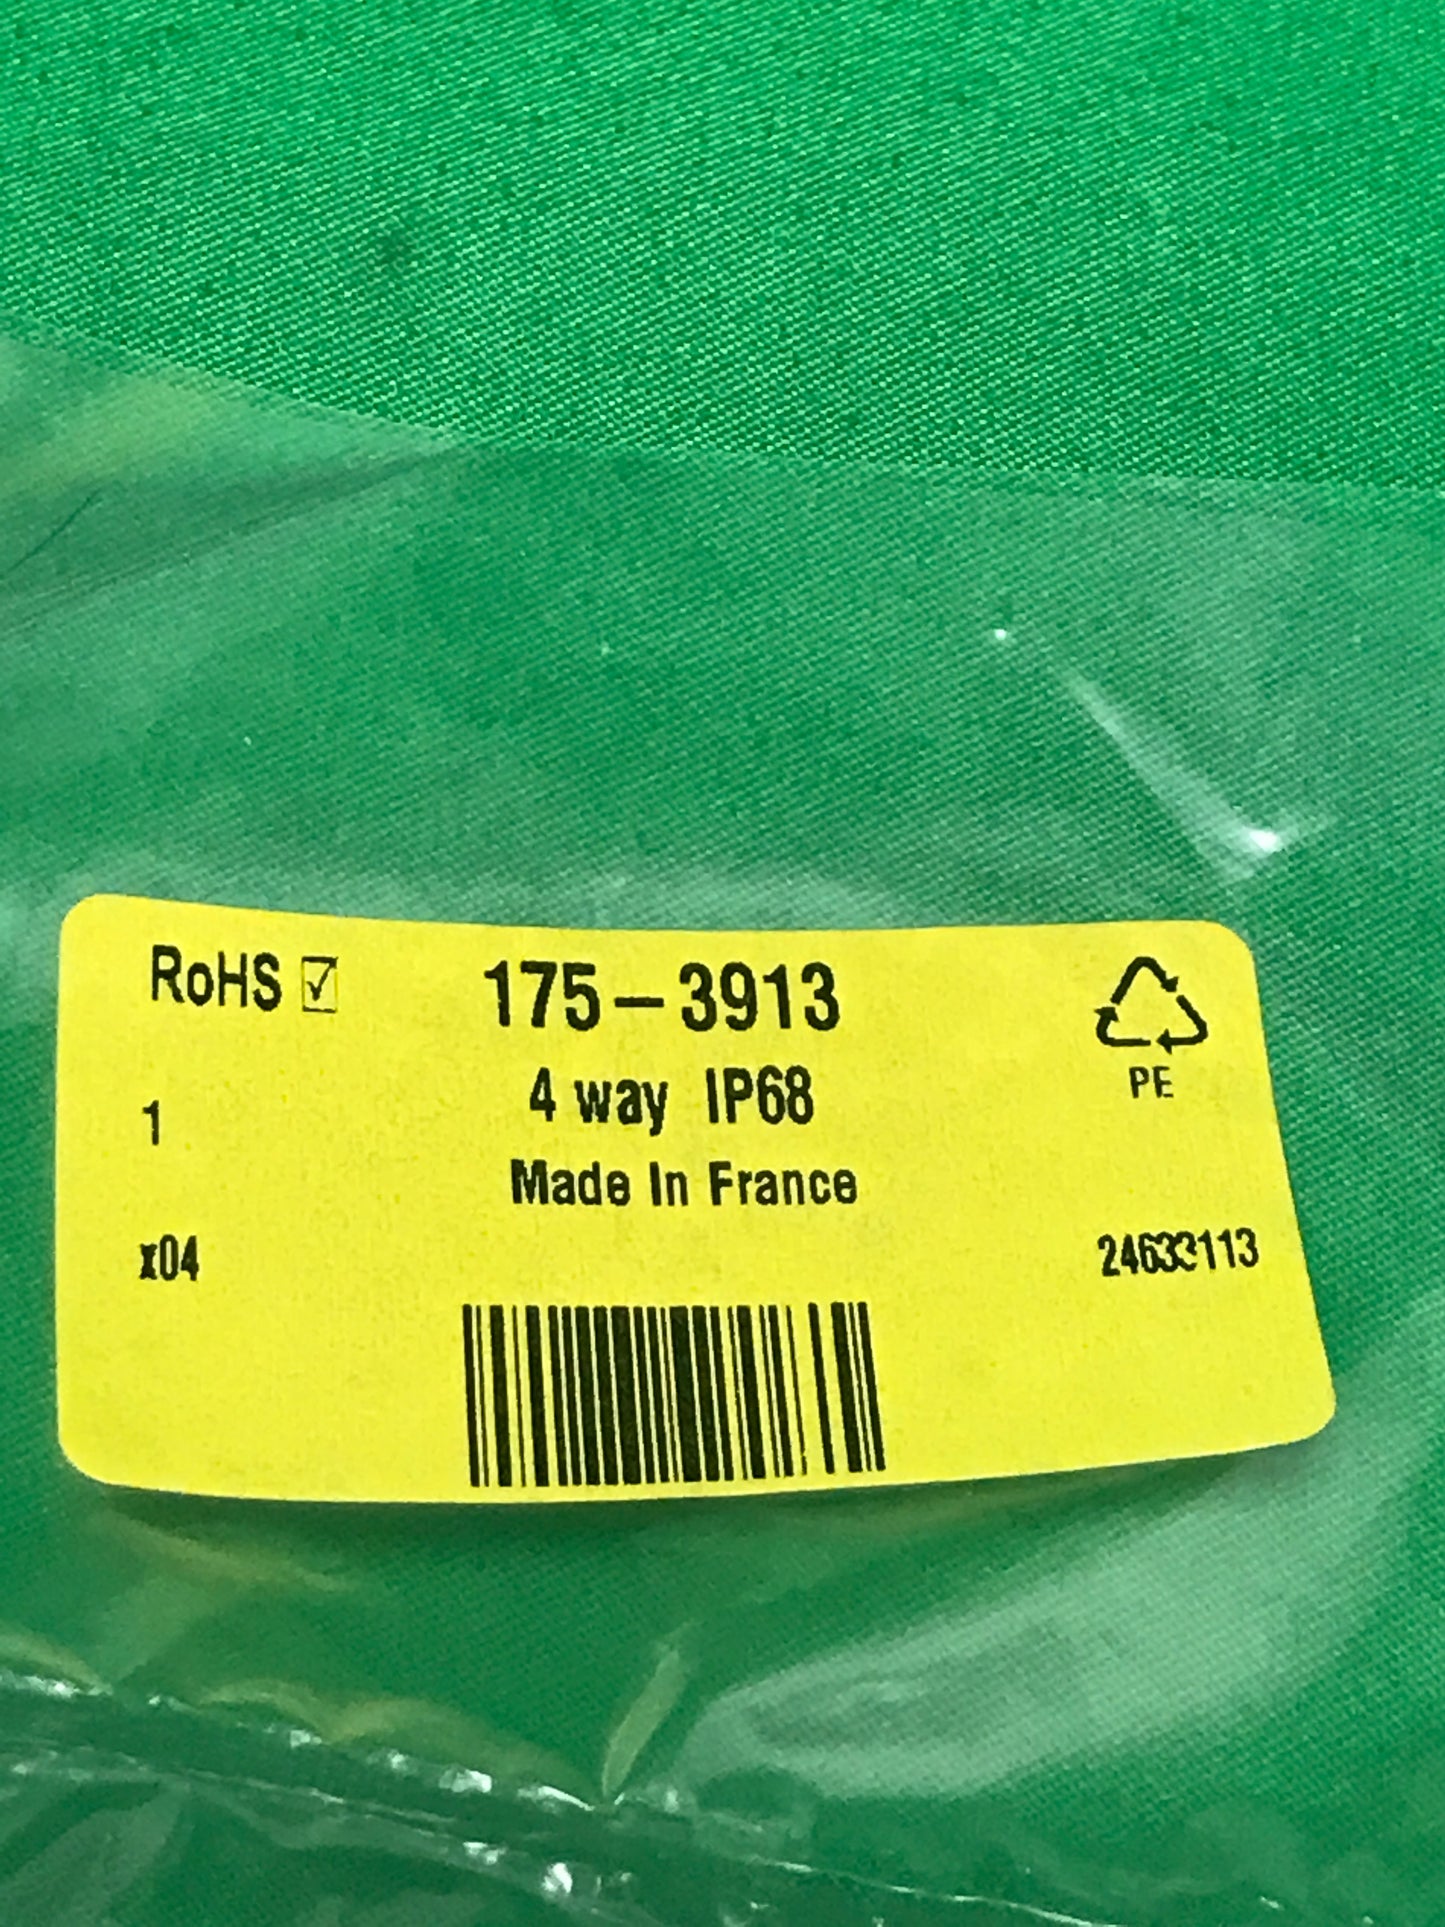 RoHS ☑ 175-3913
4 way IP68
PE
1
Made In France
x04
24633113